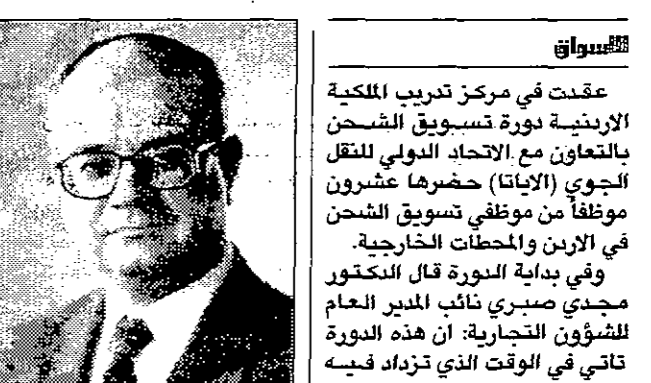 الأسواق
عقدت في مركز تدريب الملكية
الاردنية دورة تسويق الشحن
بالتعاون مع الاتحاد الدولي للنقل
الجوي (الاياتا) حضرها عشرون
موظفاً من موظفي تسويق الشحن
في الاردن والمحطات الخارجية.
وفي بداية الدورة قال الدكتور
مجدي صبري نائب المدير العام
للشؤون التجارية: ان هذه الدورة
تاتي في الوقت الذي تزداد فيه